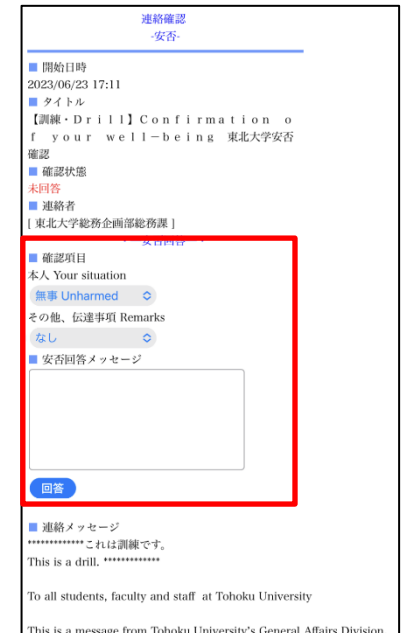 連絡確認
-安否-
■ 開始日時
2023/06/23 17:11
■ タイトル
【訓練・Ｄｒｉｌｌ】Ｃｏｎｆｉｒｍａｔｉｏｎ　ｏ
ｆ　ｙｏｕｒ　ｗｅｌｌ－ｂｅｉｎｇ　東北大学安否
確認
■ 確認状態
未回答
■ 連絡者
[ 東北大学総務企画部総務課 ]
安否回答
■ 確認項目
本人 Your situation
無事 Unharmed
その他、伝達事項 Remarks
なし
■ 安否回答メッセージ
回答
■ 連絡メッセージ
*************これは訓練です。
This is a drill. *************
To all students, faculty and staff at Tohoku University
This is a message from Tohoku University's General Affairs Division